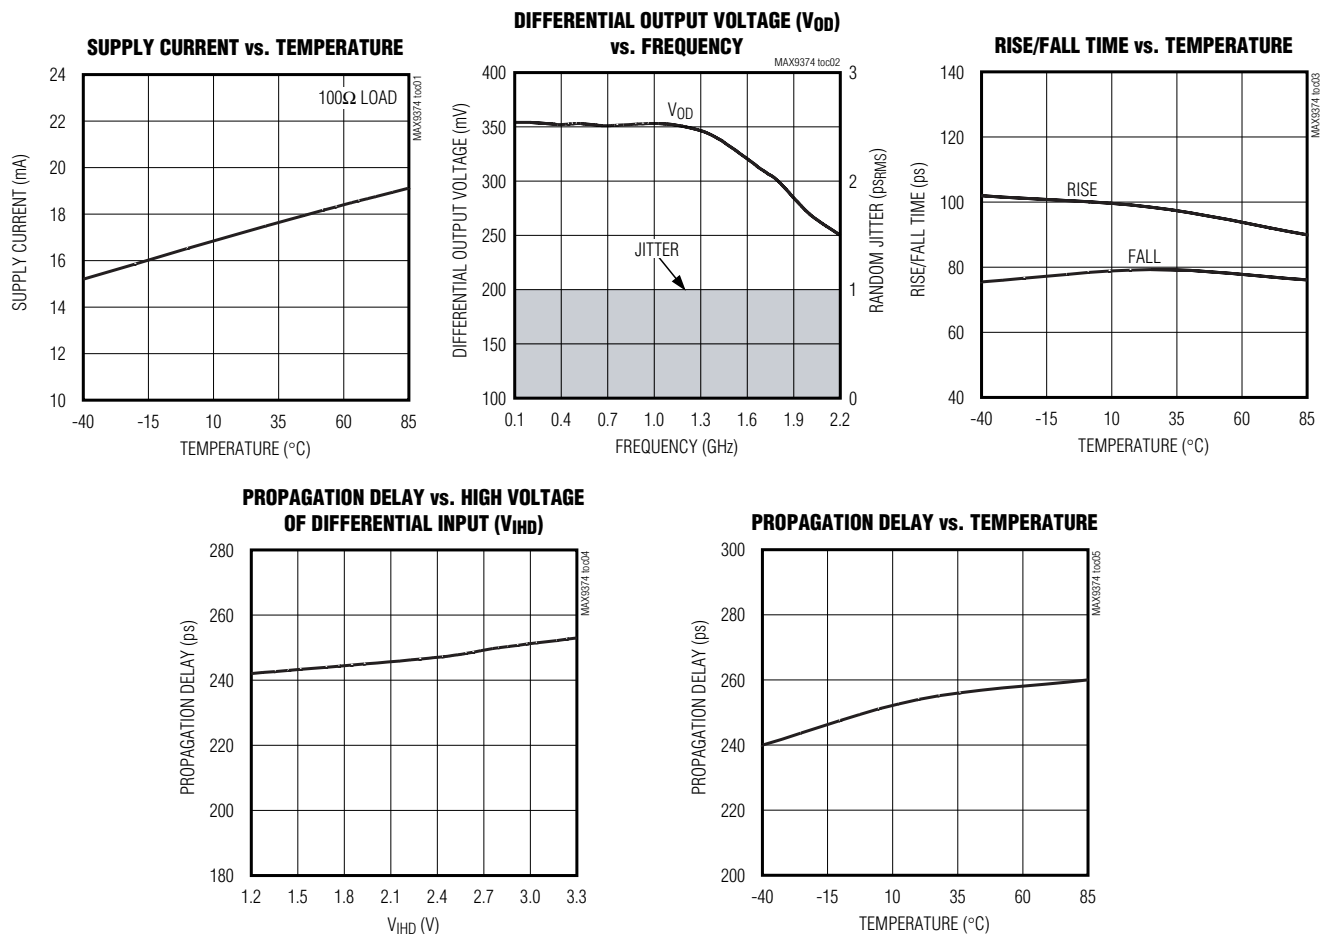 SUPPLY CURRENT vs. TEMPERATURE
MAX9374 toc01
24
22
20
18
16
14
12
10
SUPPLY CURRENT (mA)
100Ω LOAD
-40 -15 10 35 60 85
TEMPERATURE (°C)
DIFFERENTIAL OUTPUT VOLTAGE (VOD)
vs. FREQUENCY
MAX9374 toc02
400
350
300
250
200
150
100
DIFFERENTIAL OUTPUT VOLTAGE (mV)
VOD
JITTER
3
2
1
0
RANDOM JITTER (psRMS)
0.1 0.4 0.7 1.0 1.3 1.6 1.9 2.2
FREQUENCY (GHz)
RISE/FALL TIME vs. TEMPERATURE
MAX9374 toc03
140
120
100
80
60
40
RISE/FALL TIME (ps)
RISE
FALL
-40 -15 10 35 60 85
TEMPERATURE (°C)
PROPAGATION DELAY vs. HIGH VOLTAGE
OF DIFFERENTIAL INPUT (VIHD)
MAX9374 toc04
280
260
240
220
200
180
PROPAGATION DELAY (ps)
1.2 1.5 1.8 2.1 2.4 2.7 3.0 3.3
VIHD (V)
PROPAGATION DELAY vs. TEMPERATURE
MAX9374 toc05
300
280
260
240
220
200
PROPAGATION DELAY (ps)
-40 -15 10 35 60 85
TEMPERATURE (°C)